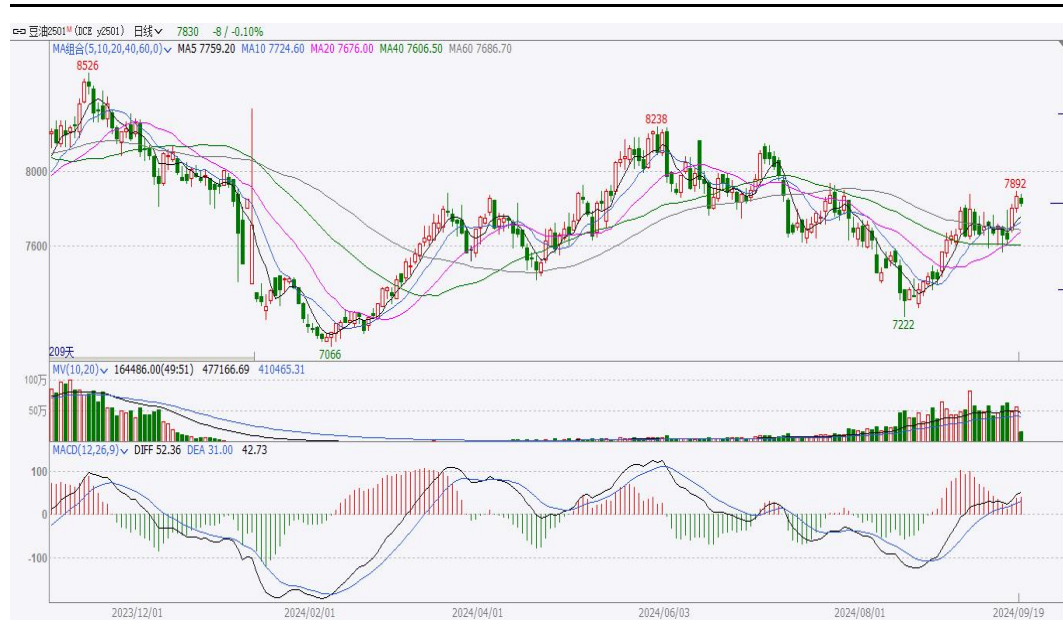 豆油2501M (DCE y2501) 日线 7830 -8 / -0.10%
MA组合(5,10,20,40,60,0) MA5 7759.20 MA10 7724.60 MA20 7676.00 MA40 7606.50 MA60 7686.70
8526
8238
8000
7892
7600
7222
7066
209天
MV(10,20) 164486.00(49:51) 477166.69 410465.31
100万
50万
MACD(12,26,9) DIFF 52.36 DEA 31.00 42.73
100
0
-100
2023/12/01 2024/02/01 2024/04/01 2024/06/03 2024/08/01 2024/09/19